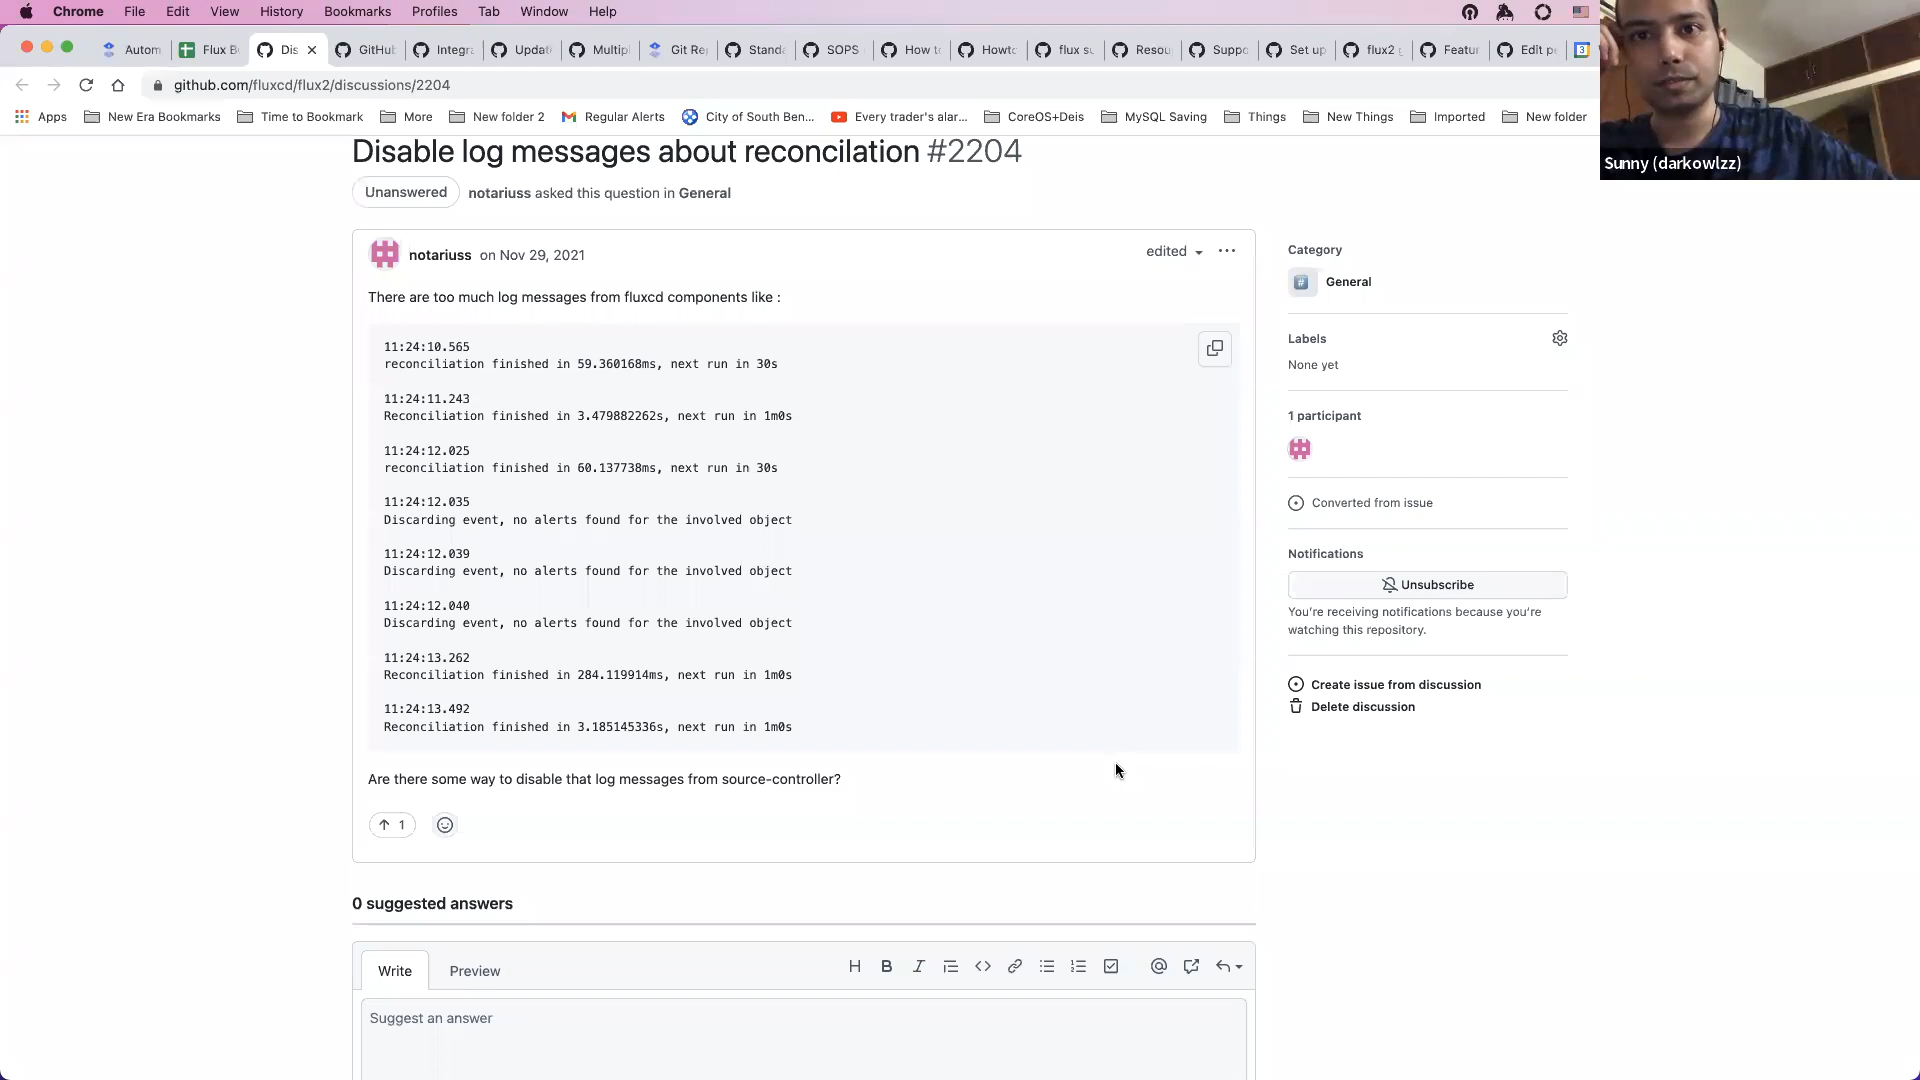 Chrome File Edit View History Bookmarks Profiles Tab Window Help
Autom Flux B Dis GitHub Integra Updat Multipl Git Re Standa SOPS How to Howto flux su Resou Suppo Set up flux2 Featur Edit pe 3
github.com/fluxcd/flux2/discussions/2204
Apps New Era Bookmarks Time to Bookmark More New folder 2 Regular Alerts City of South Ben... Every trader's alar... CoreOS+Deis MySQL Saving Things New Things Imported New folder
Sunny (darkowlzz)
Disable log messages about reconcilation #2204
Unanswered notariuss asked this question in General
notariuss on Nov 29, 2021 edited
There are too much log messages from fluxcd components like :
11:24:10.565
reconciliation finished in 59.360168ms, next run in 30s
11:24:11.243
Reconciliation finished in 3.479882262s, next run in 1m0s
11:24:12.025
reconciliation finished in 60.137738ms, next run in 30s
11:24:12.035
Discarding event, no alerts found for the involved object
11:24:12.039
Discarding event, no alerts found for the involved object
11:24:12.040
Discarding event, no alerts found for the involved object
11:24:13.262
Reconciliation finished in 284.119914ms, next run in 1m0s
11:24:13.492
Reconciliation finished in 3.185145336s, next run in 1m0s
Are there some way to disable that log messages from source-controller?
1
0 suggested answers
Write Preview
Suggest an answer
Category
# General
Labels
None yet
1 participant
Converted from issue
Notifications
Unsubscribe
You're receiving notifications because you're
watching this repository.
Create issue from discussion
Delete discussion